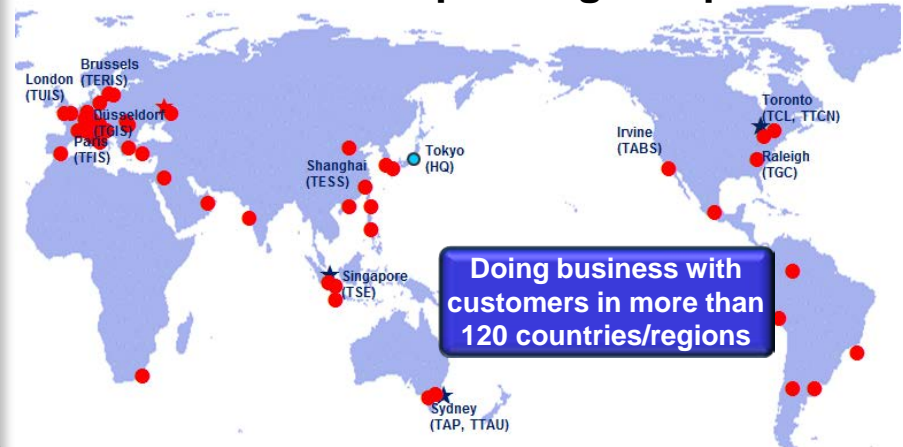 Brussels
(TERIS)
London
(TUIS)
Düsseldorf
(TGIS)
Paris
(TFIS)
Shanghai
(TESS)
Tokyo
(HQ)
Singapore
(TSE)
Sydney
(TAP, TTAU)
Irvine
(TABS)
Toronto
(TCL, TTCN)
Raleigh
(TGC)
Doing business with
customers in more than
120 countries/regions